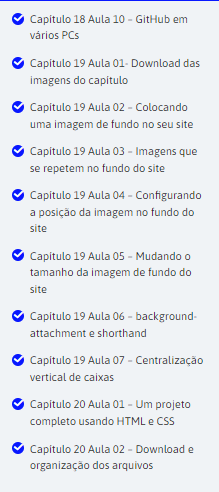 Capítulo 18 Aula 10 – GitHub em
vários PCs
Capítulo 19 Aula 01- Download das
imagens do capítulo
Capítulo 19 Aula 02 – Colocando
uma imagem de fundo no seu site
Capítulo 19 Aula 03 – Imagens que
se repetem no fundo do site
Capítulo 19 Aula 04 – Configurando
a posição da imagem no fundo do
site
Capítulo 19 Aula 05 – Mudando o
tamanho da imagem de fundo do
site
Capítulo 19 Aula 06 – background-
attachment e shorthand
Capítulo 19 Aula 07 – Centralização
vertical de caixas
Capítulo 20 Aula 01 – Um projeto
completo usando HTML e CSS
Capítulo 20 Aula 02 – Download e
organização dos arquivos